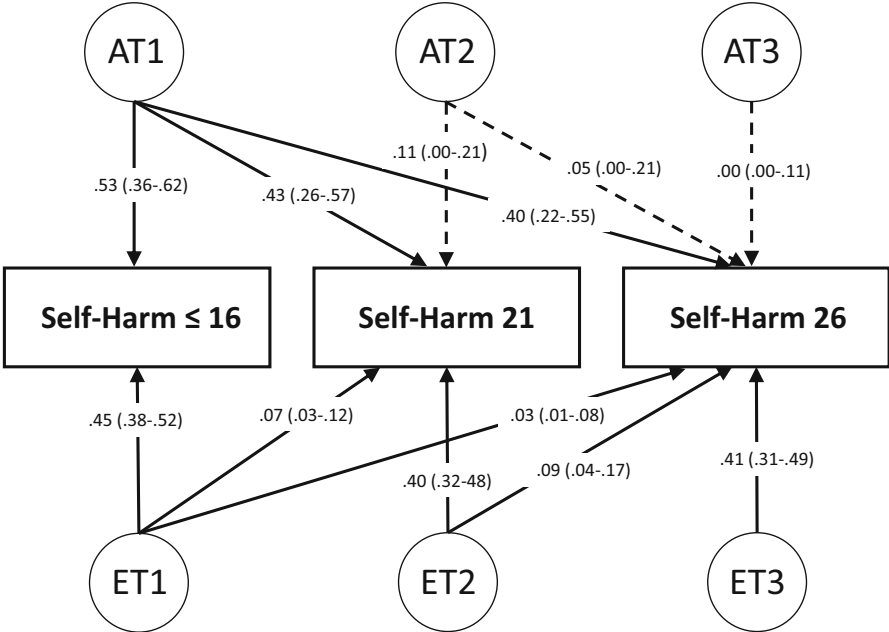 AT1
AT2
AT3
.53 (.36-.62)
.43 (.26-.57)
.11 (.00-.21)
.40 (.22-.55)
.05 (.00-.21)
.00 (.00-.11)
Self-Harm ≤ 16
Self-Harm 21
Self-Harm 26
.45 (.38-.52)
.07 (.03-.12)
.03 (.01-.08)
.40 (.32-48)
.09 (.04-.17)
.41 (.31-.49)
ET1
ET2
ET3